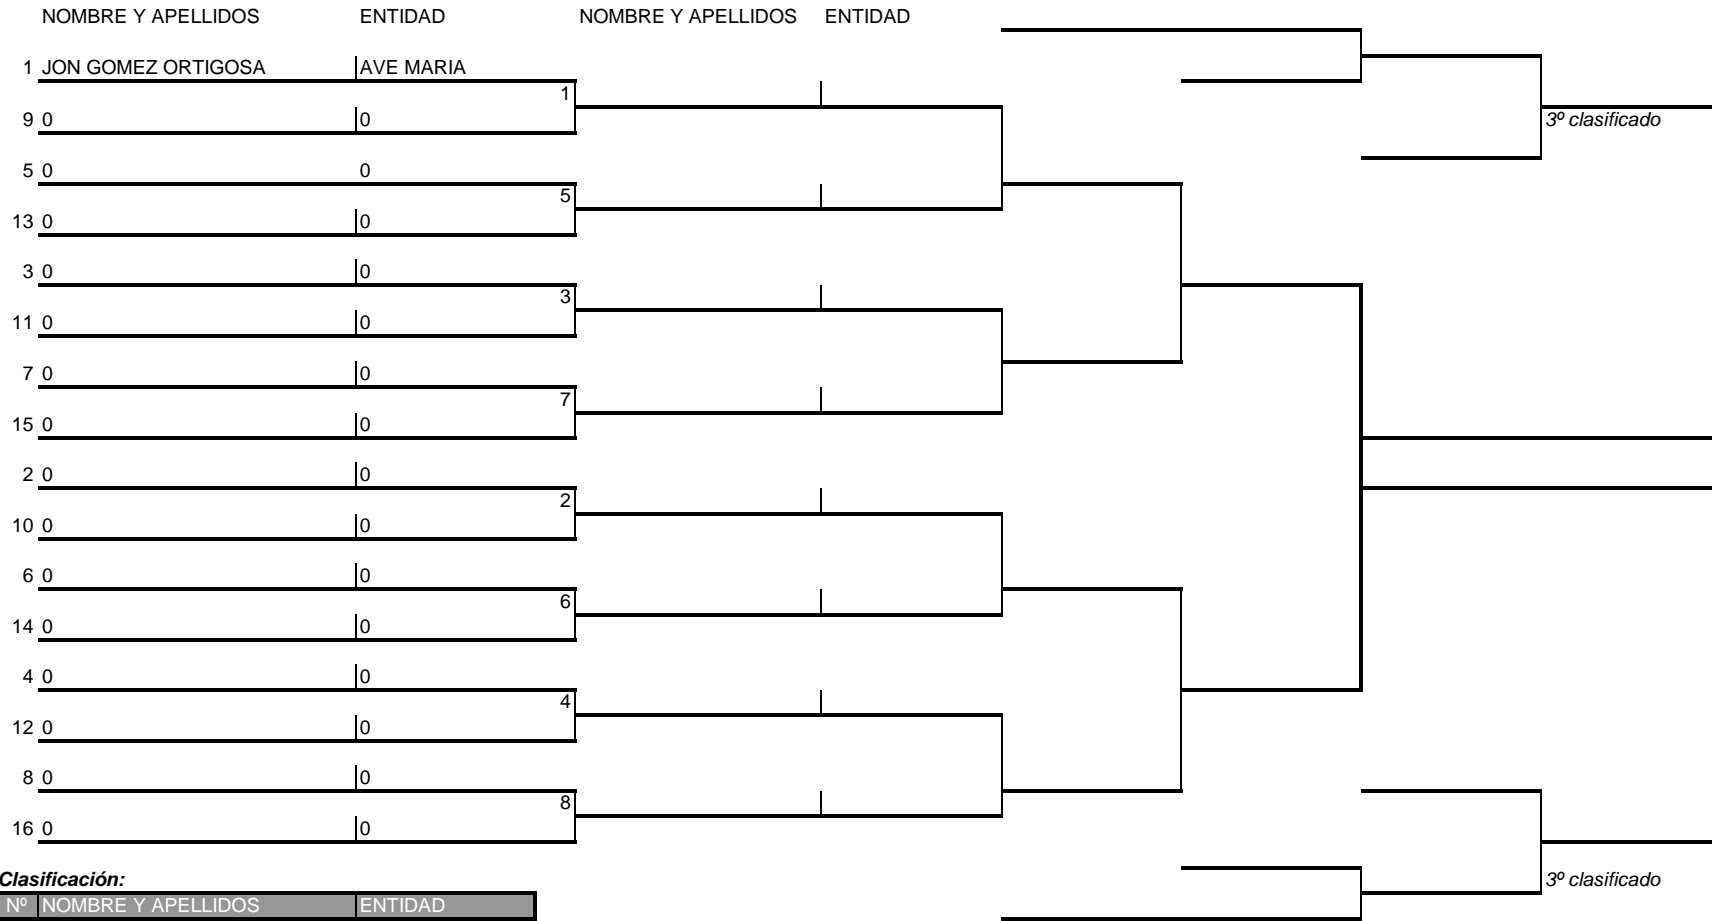 NOMBRE Y APELLIDOS ENTIDAD NOMBRE Y APELLIDOS ENTIDAD
1 JON GOMEZ ORTIGOSA AVE MARIA
1
9 0 0
3º clasificado
5 0 0
5
13 0 0
3 0 0
3
11 0 0
7 0 0
7
15 0 0
2 0 0
2
10 0 0
6 0 0
6
14 0 0
4 0 0
4
12 0 0
8 0 0
8
16 0 0
Clasificación: 3º clasificado
Nº NOMBRE Y APELLIDOS ENTIDAD